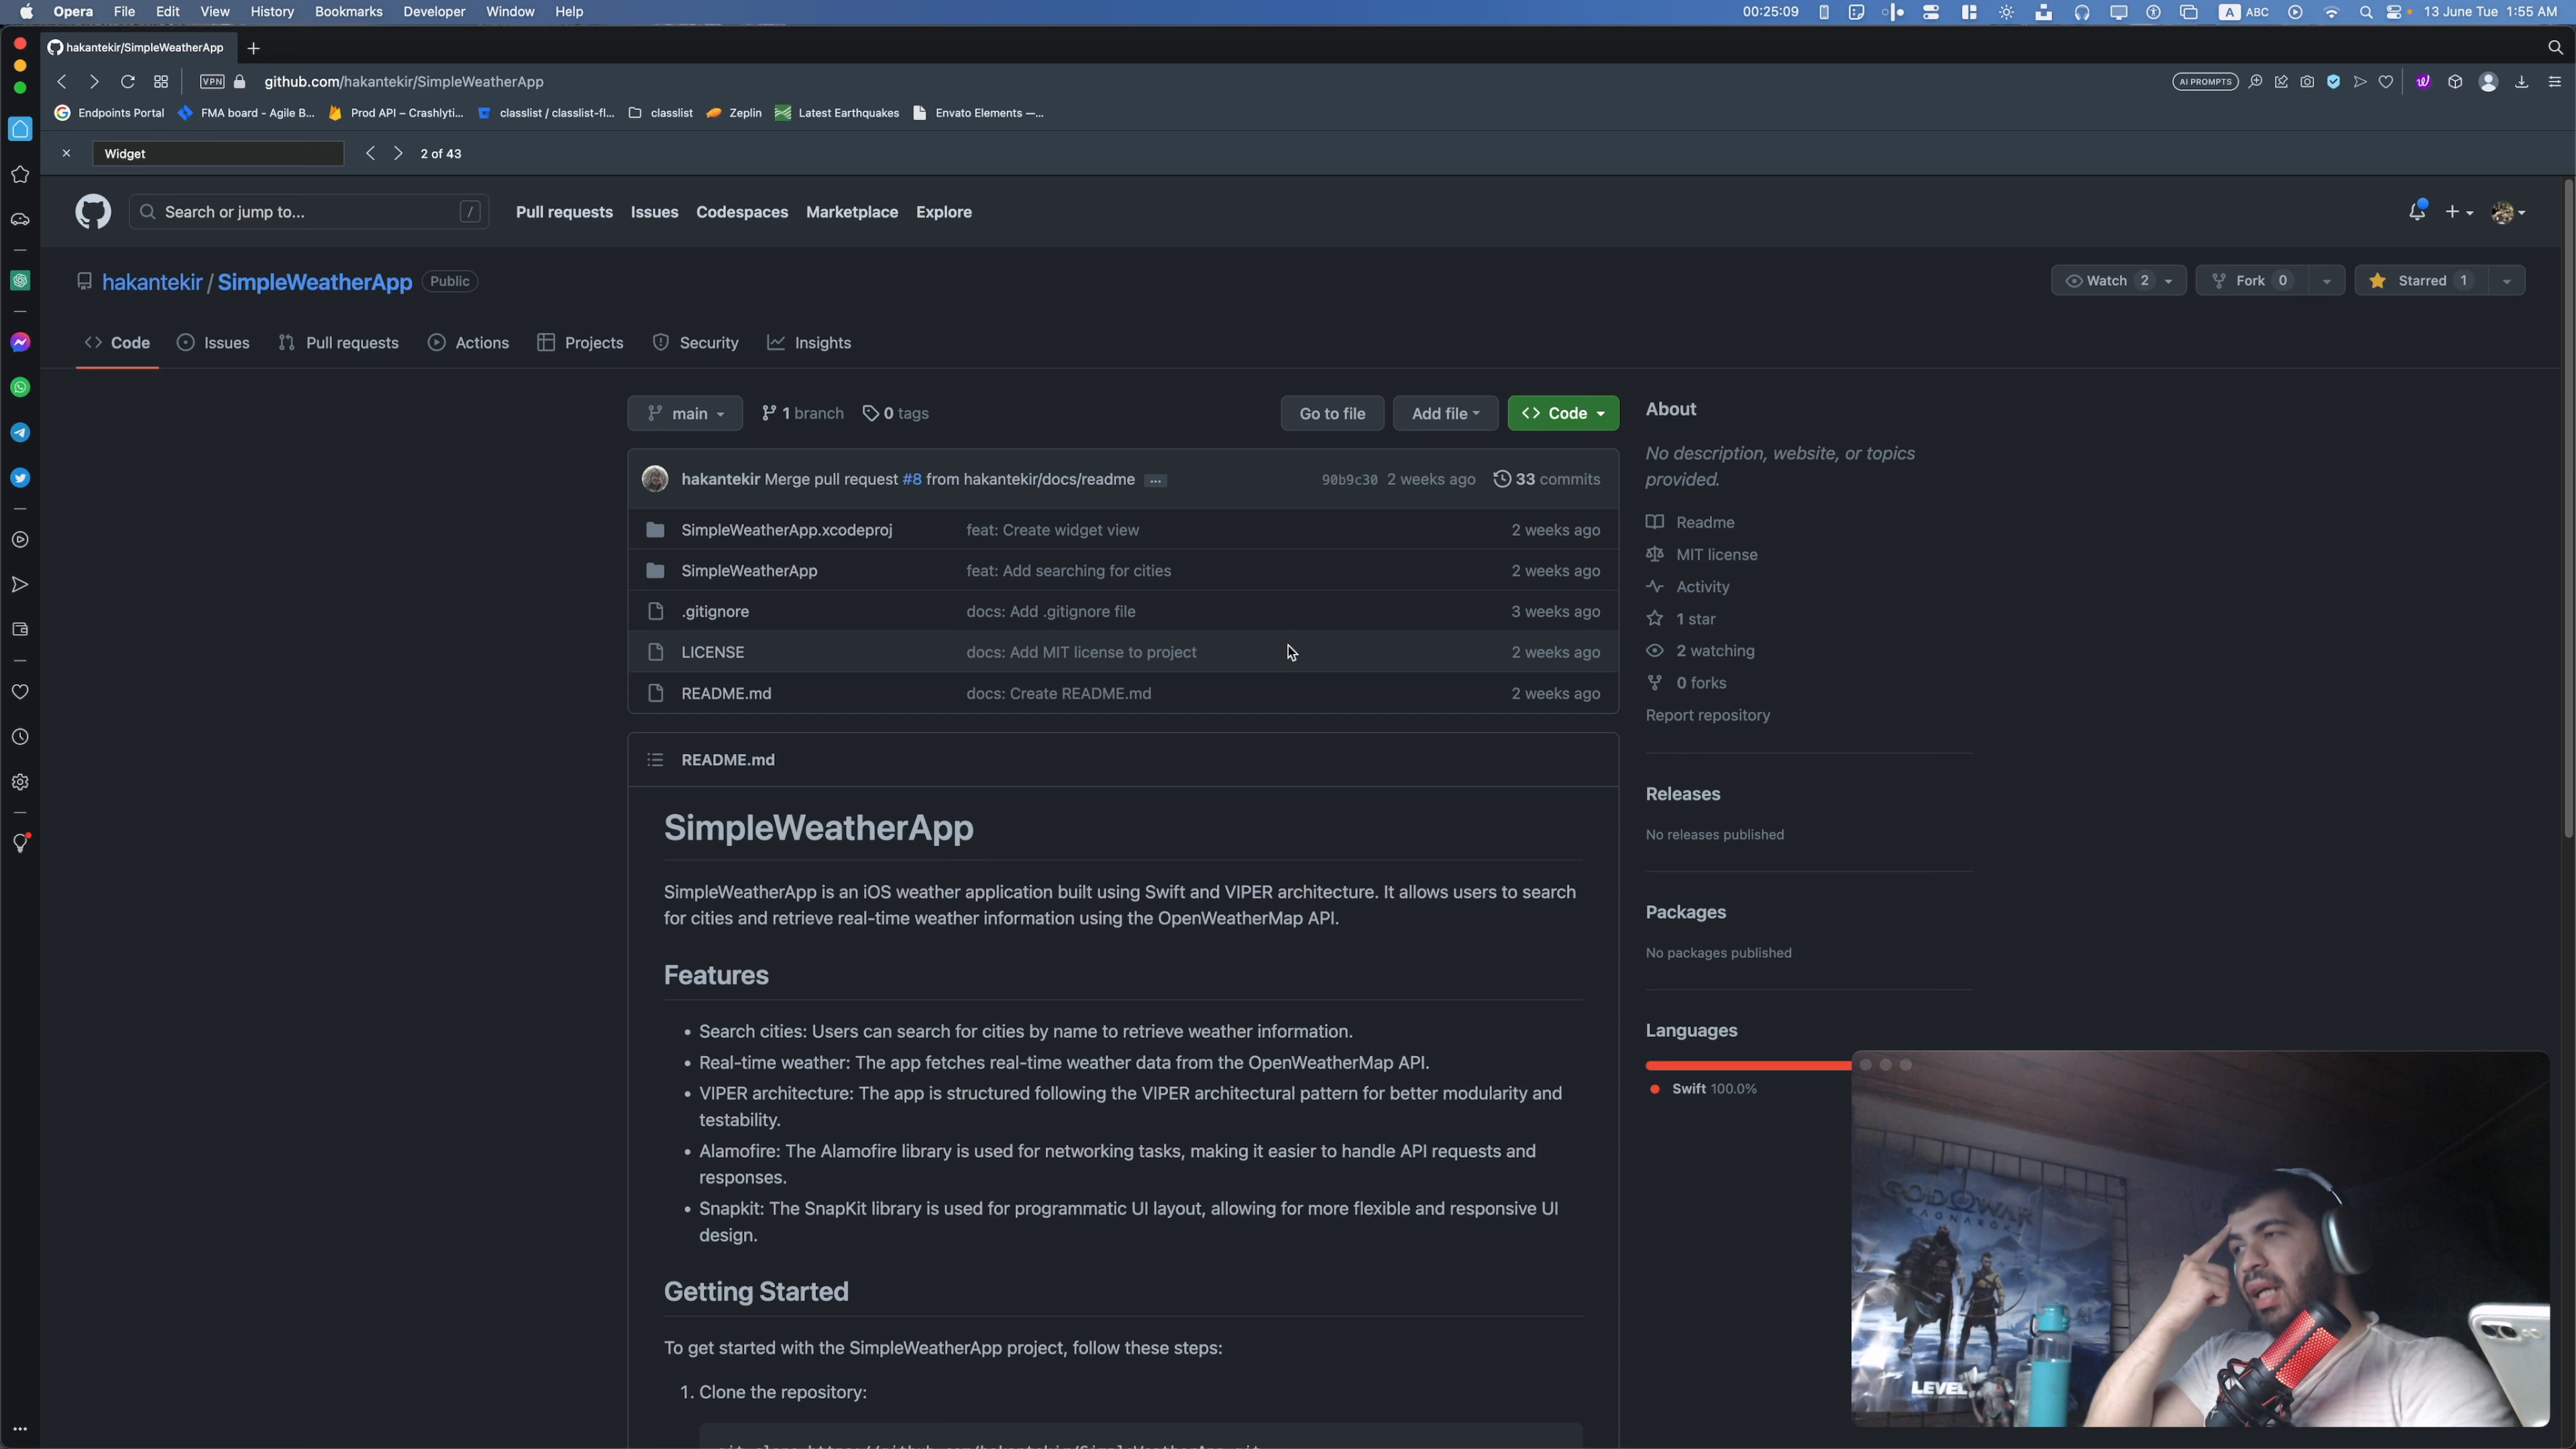 Opera File Edit View History Bookmarks Developer Window Help 00:25:09 A ABC 13 June Tue 1:55 AM
hakantekir/SimpleWeatherApp
VPN github.com/hakantekir/SimpleWeatherApp AI PROMPTS
Endpoints Portal FMA board - Agile B... Prod API – Crashlyti... classlist / classlist-fl... classlist Zeplin Latest Earthquakes Envato Elements —...
Widget 2 of 43
Search or jump to... / Pull requests Issues Codespaces Marketplace Explore
hakantekir / SimpleWeatherApp Public Watch 2 Fork 0 Starred 1
Code Issues Pull requests Actions Projects Security Insights
main 1 branch 0 tags Go to file Add file Code
hakantekir Merge pull request #8 from hakantekir/docs/readme ... 90b9c30 2 weeks ago 33 commits
SimpleWeatherApp.xcodeproj feat: Create widget view 2 weeks ago
SimpleWeatherApp feat: Add searching for cities 2 weeks ago
.gitignore docs: Add .gitignore file 3 weeks ago
LICENSE docs: Add MIT license to project 2 weeks ago
README.md docs: Create README.md 2 weeks ago
README.md
SimpleWeatherApp
SimpleWeatherApp is an iOS weather application built using Swift and VIPER architecture. It allows users to search
for cities and retrieve real-time weather information using the OpenWeatherMap API.
Features
• Search cities: Users can search for cities by name to retrieve weather information.
• Real-time weather: The app fetches real-time weather data from the OpenWeatherMap API.
• VIPER architecture: The app is structured following the VIPER architectural pattern for better modularity and
testability.
• Alamofire: The Alamofire library is used for networking tasks, making it easier to handle API requests and
responses.
• Snapkit: The SnapKit library is used for programmatic UI layout, allowing for more flexible and responsive UI
design.
Getting Started
To get started with the SimpleWeatherApp project, follow these steps:
1. Clone the repository:
About
No description, website, or topics
provided.
Readme
MIT license
Activity
1 star
2 watching
0 forks
Report repository
Releases
No releases published
Packages
No packages published
Languages
Swift 100.0%
GOD OF WAR
RAGNARÖK
LEVEL